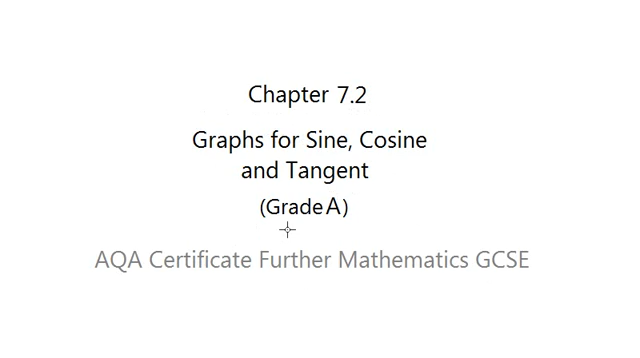 Chapter 7.2
Graphs for Sine, Cosine
and Tangent
(Grade A)
AQA Certificate Further Mathematics GCSE